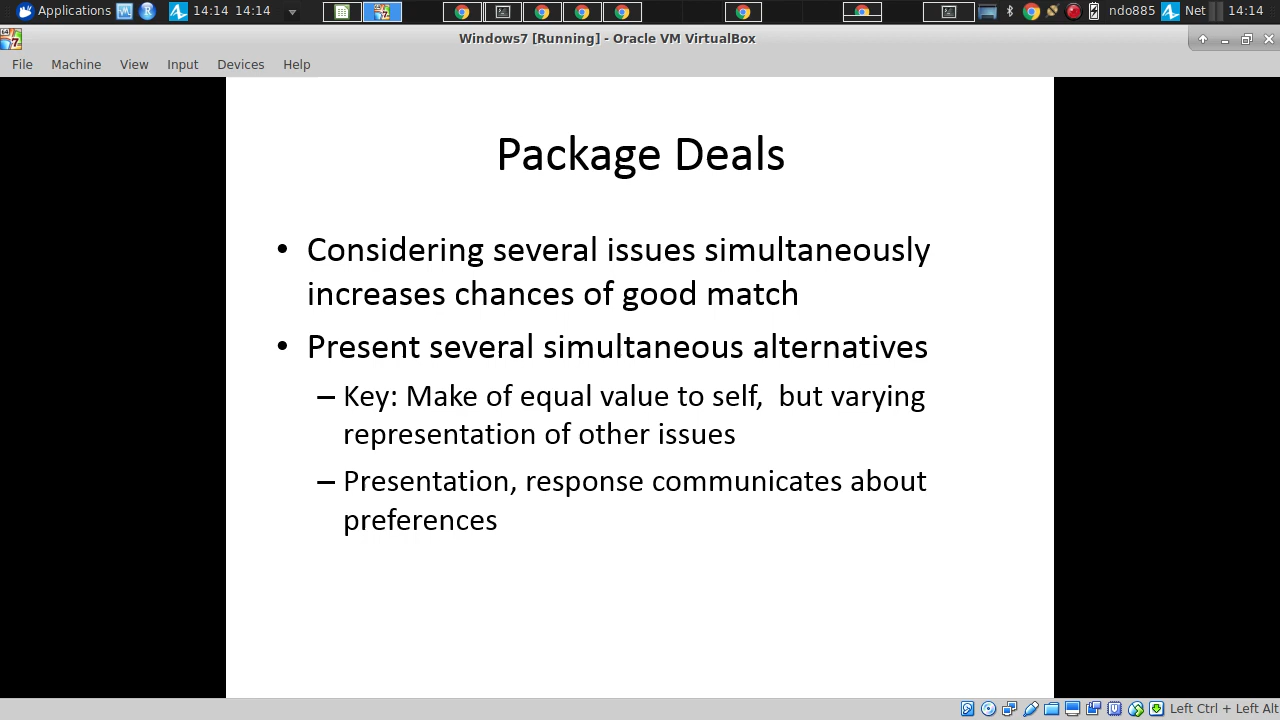 Applications 14:14 14:14 ndo885 Net 14:14
Windows7 [Running] - Oracle VM VirtualBox
File Machine View Input Devices Help
Package Deals
• Considering several issues simultaneously
increases chances of good match
• Present several simultaneous alternatives
– Key: Make of equal value to self,  but varying
representation of other issues
– Presentation, response communicates about
preferences
Left Ctrl + Left Alt